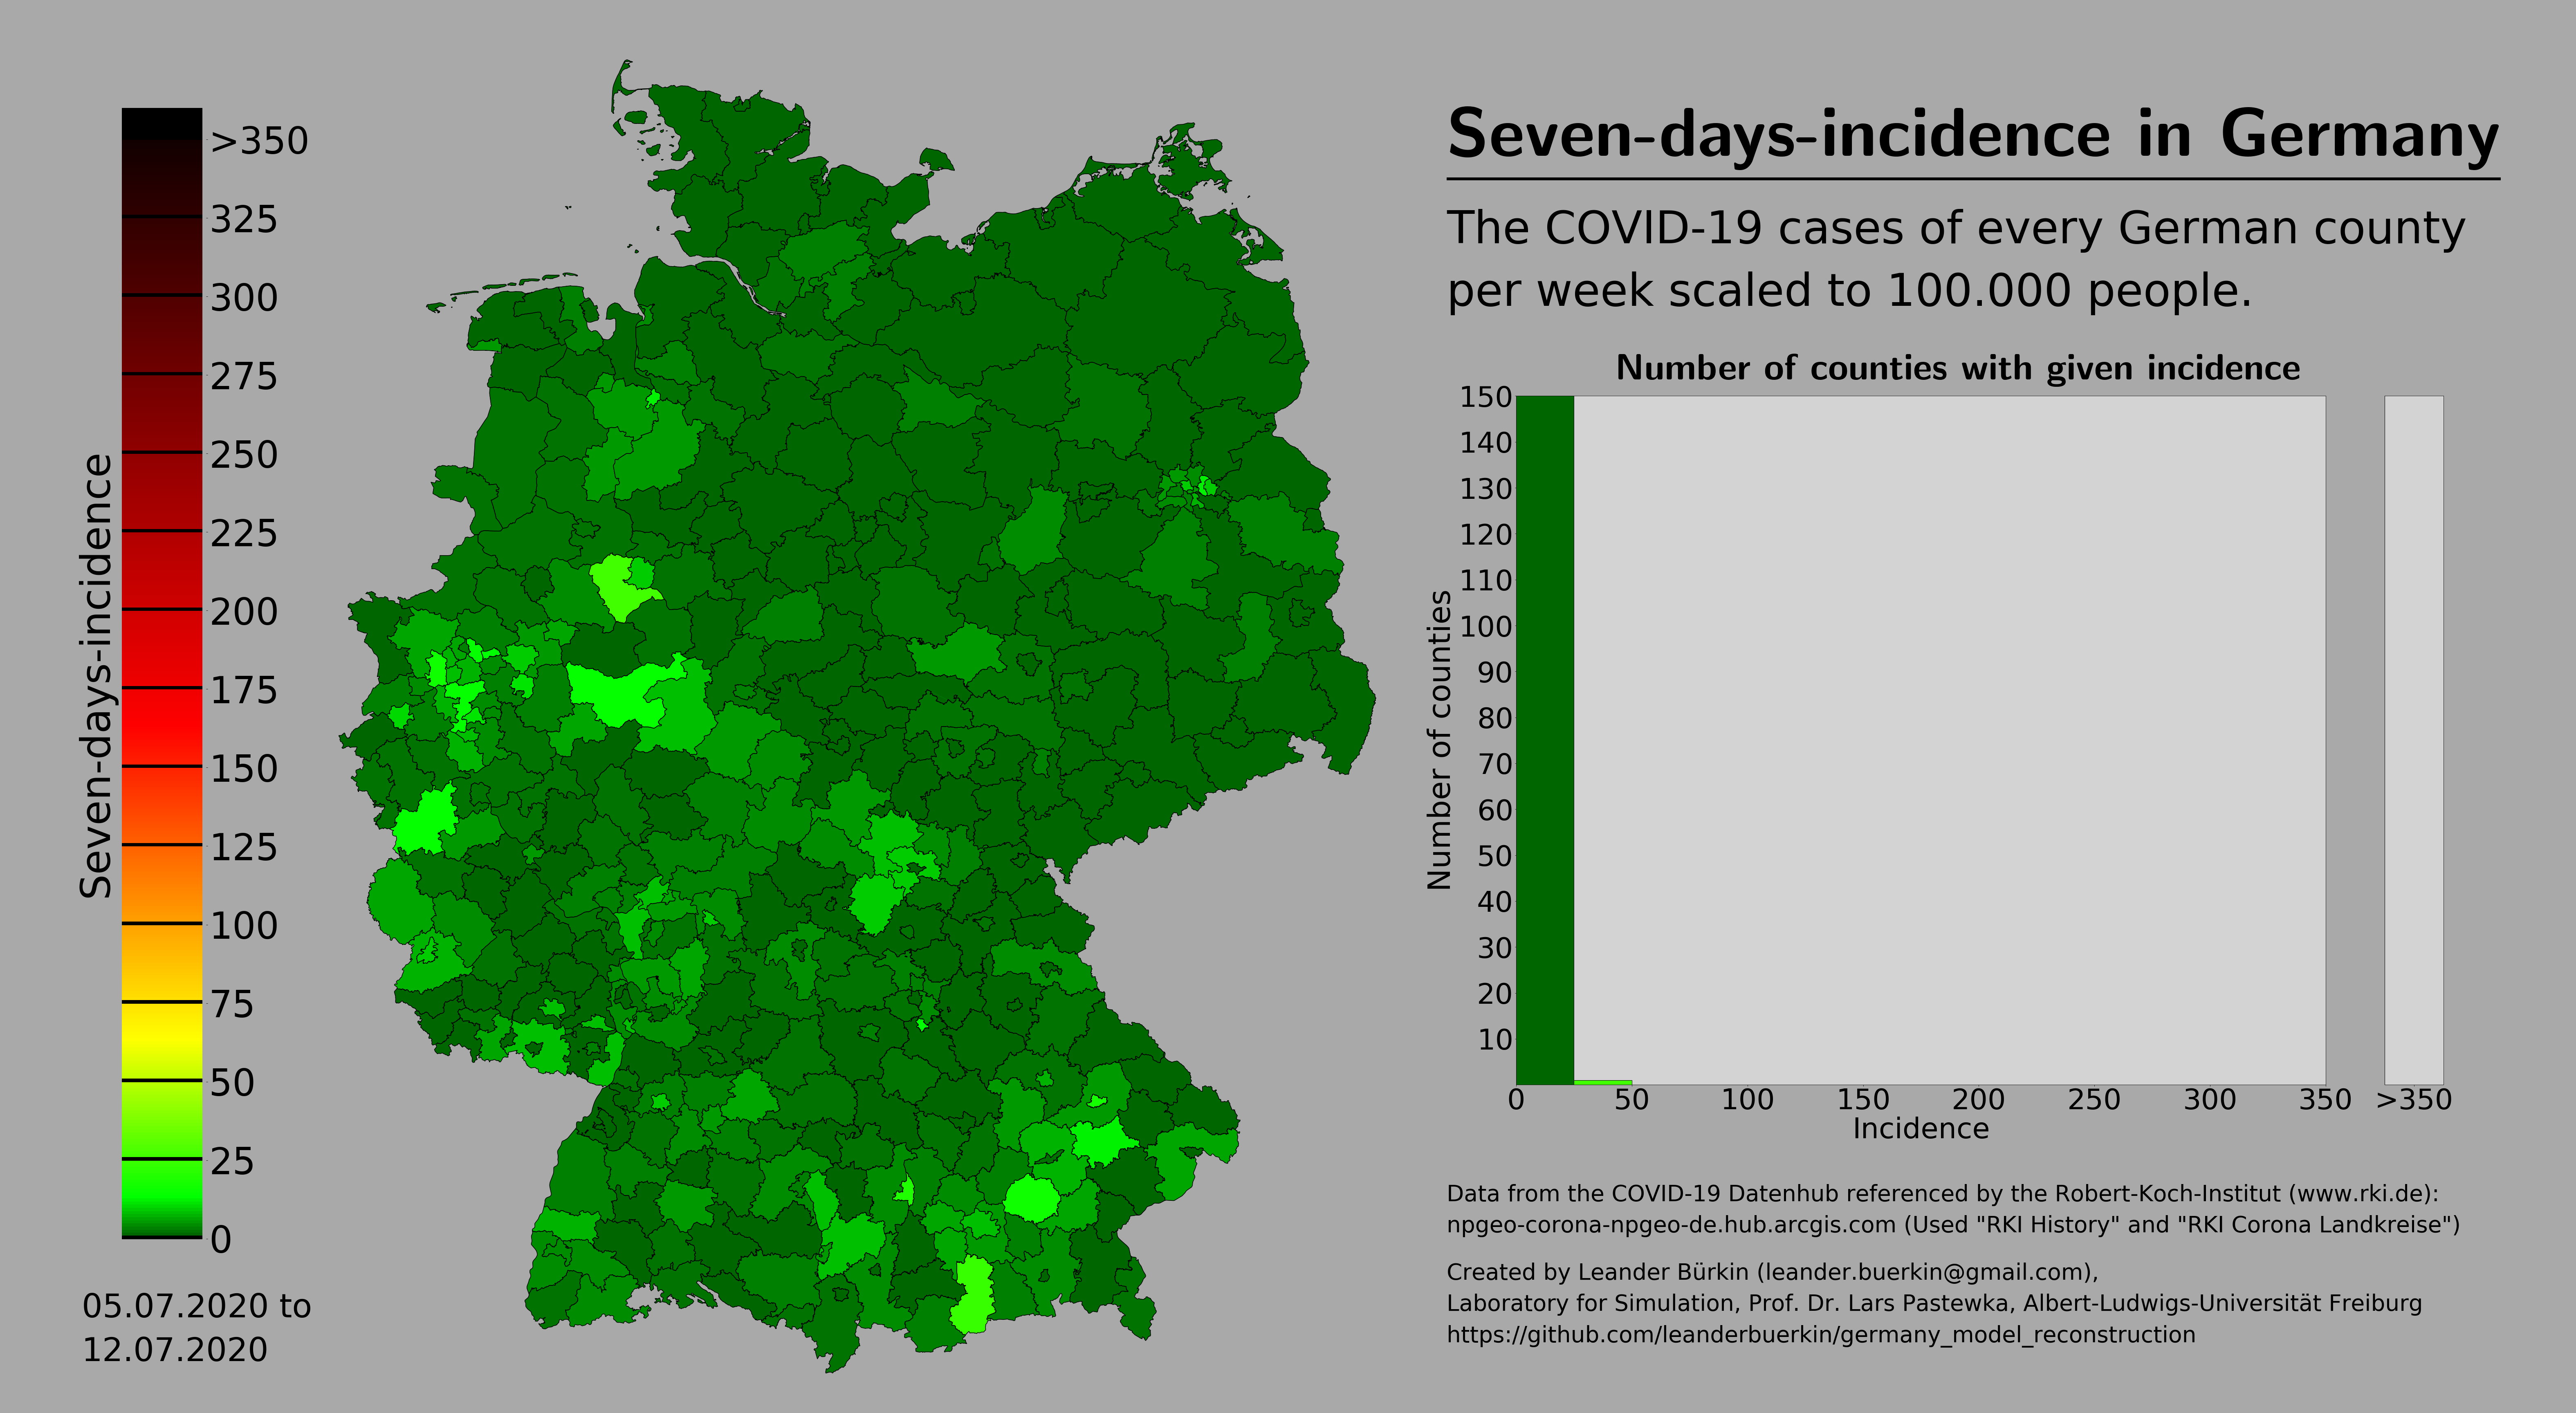 Seven-days-incidence in Germany
The COVID-19 cases of every German county
per week scaled to 100.000 people.
Seven-days-incidence
>350
325
300
275
250
225
200
175
150
125
100
75
50
25
0
05.07.2020 to
12.07.2020
Number of counties with given incidence
Number of counties
150
140
130
120
110
100
90
80
70
60
50
40
30
20
10
0 50 100 150 200 250 300 350 >350
Incidence
Data from the COVID-19 Datenhub referenced by the Robert-Koch-Institut (www.rki.de):
npgeo-corona-npgeo-de.hub.arcgis.com (Used "RKI History" and "RKI Corona Landkreise")
Created by Leander Bürkin (leander.buerkin@gmail.com),
Laboratory for Simulation, Prof. Dr. Lars Pastewka, Albert-Ludwigs-Universität Freiburg
https://github.com/leanderbuerkin/germany_model_reconstruction